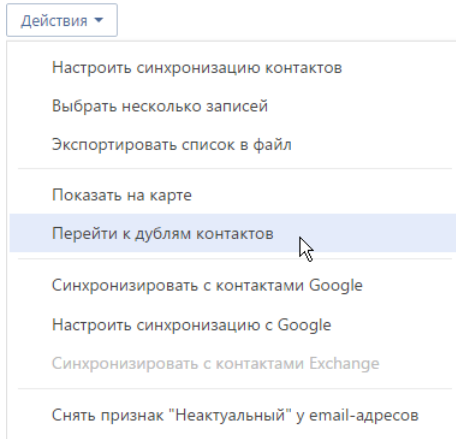 Действия
Настроить синхронизацию контактов
Выбрать несколько записей
Экспортировать список в файл
Показать на карте
Перейти к дублям контактов
Синхронизировать с контактами Google
Настроить синхронизацию с Google
Синхронизировать с контактами Exchange
Снять признак "Неактуальный" у email-адресов